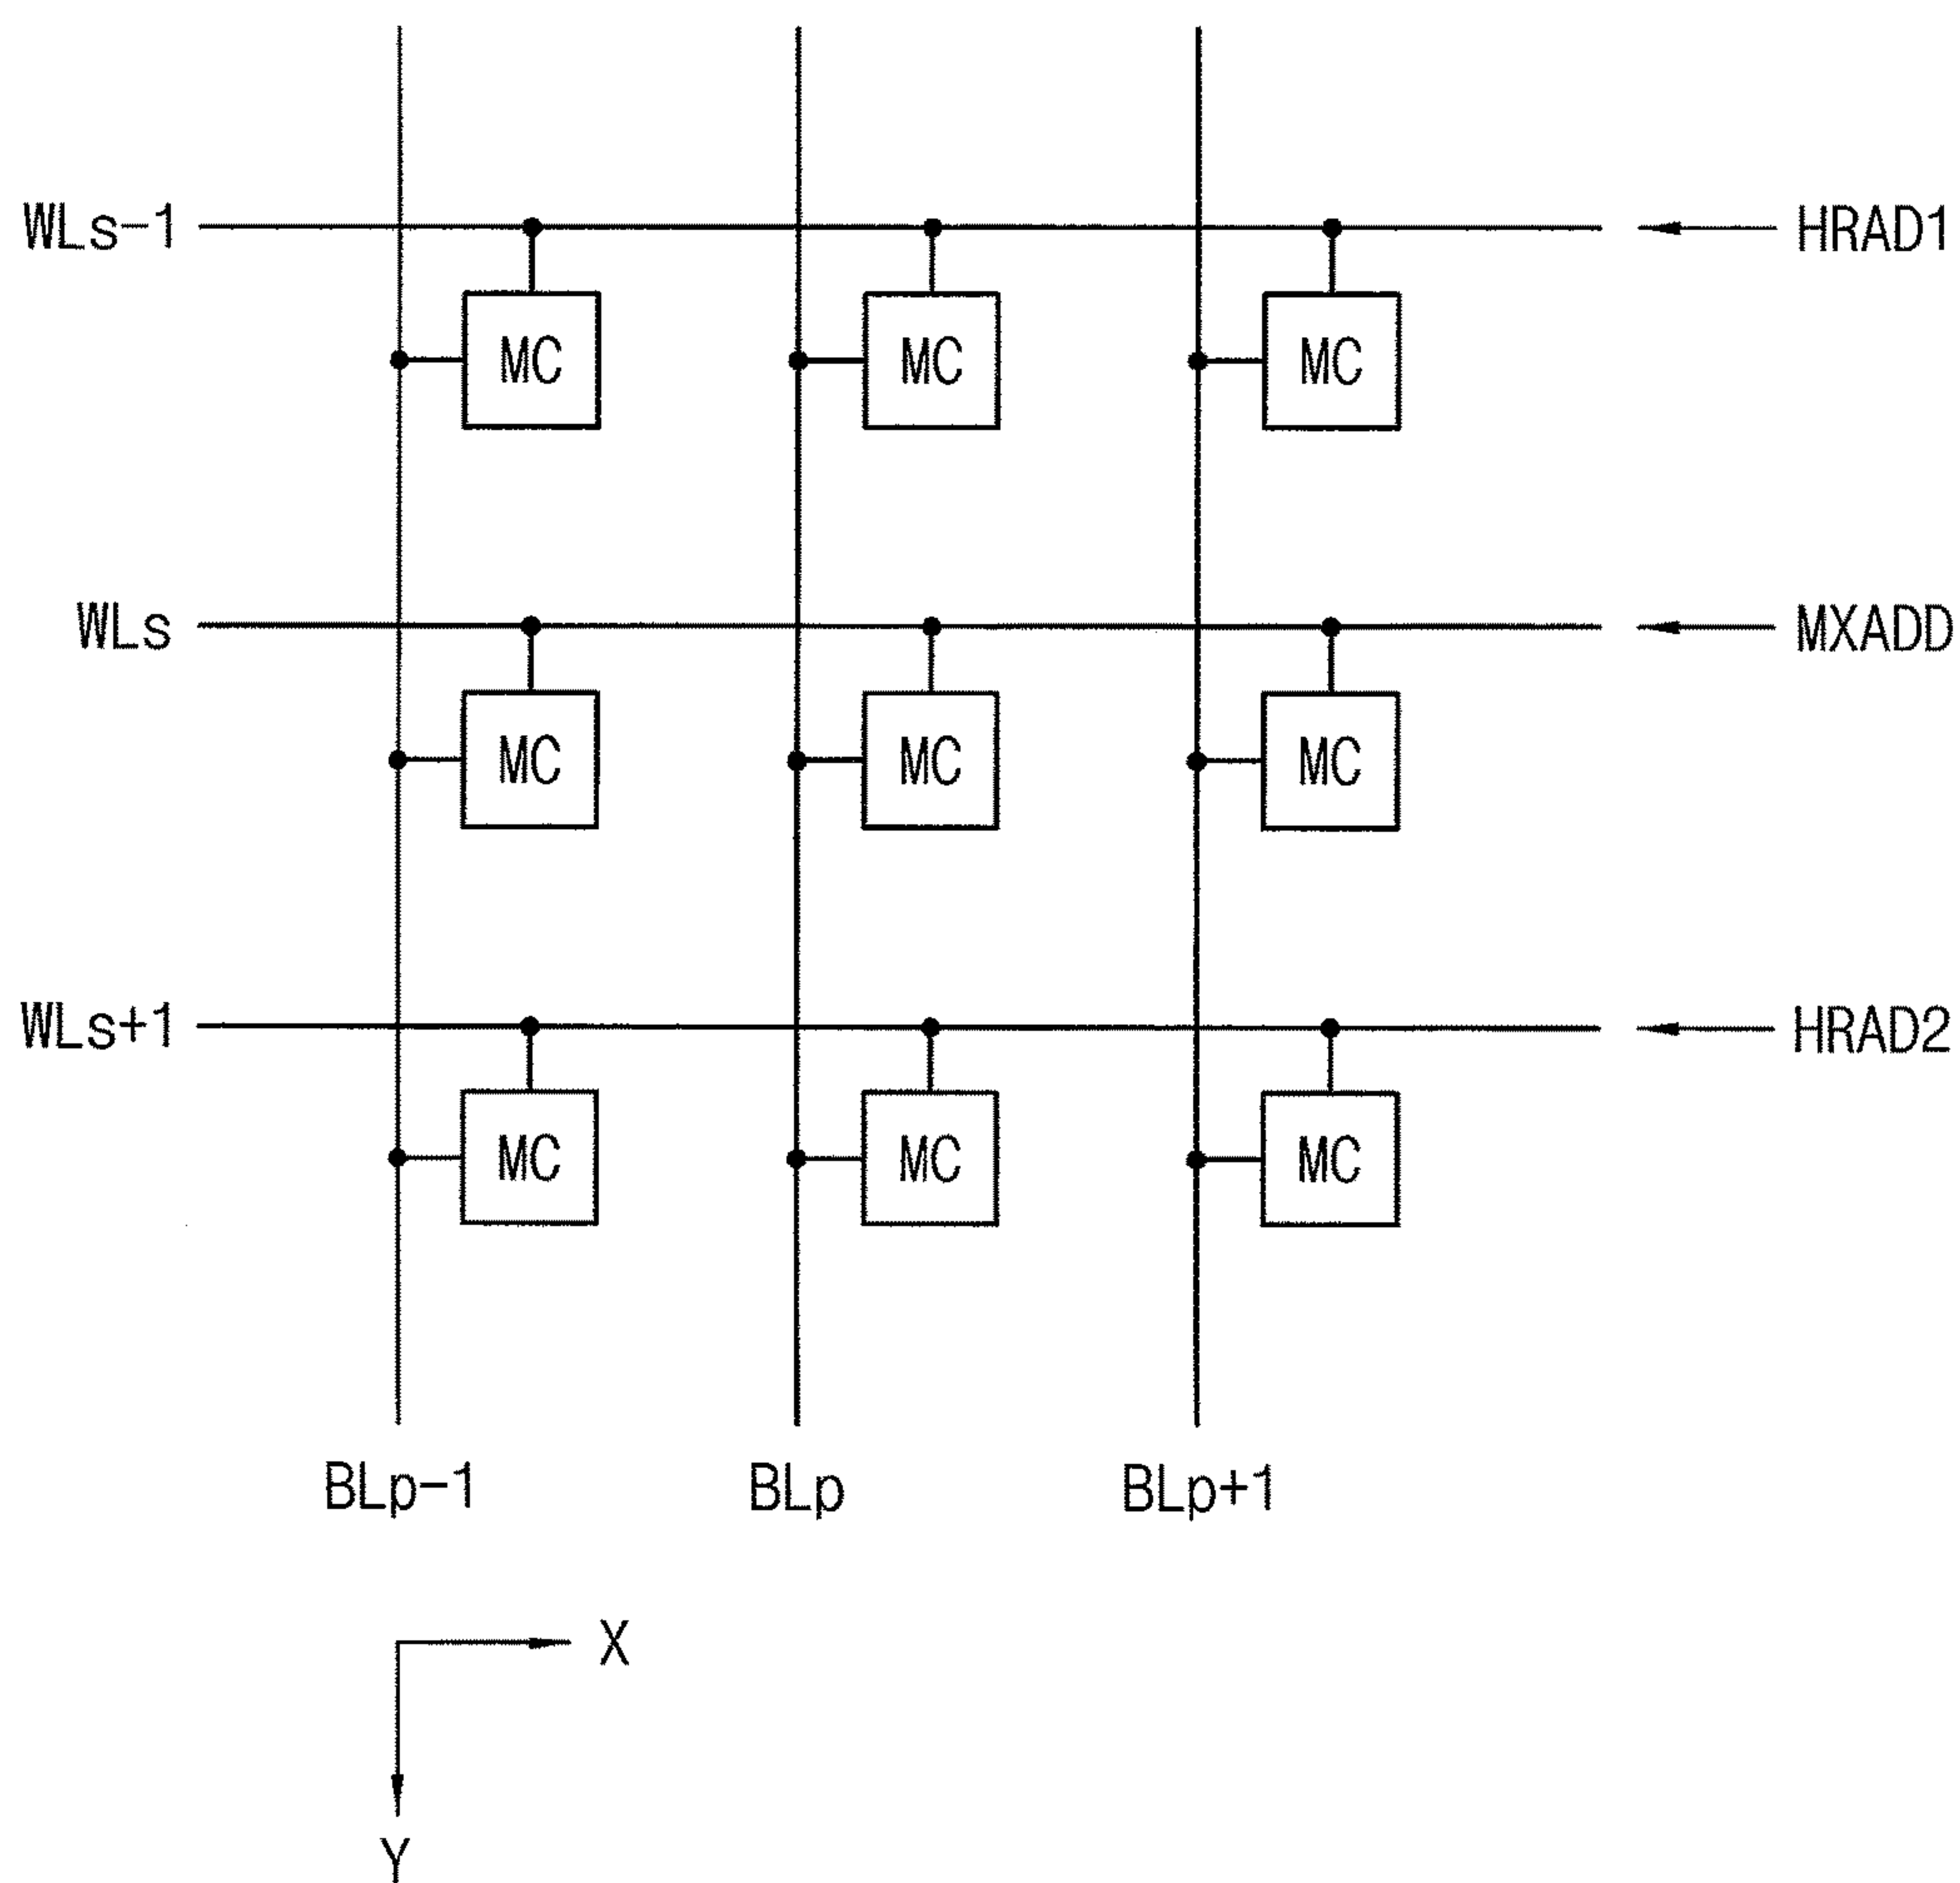 WLs-1 HRAD1
MC MC MC
WLs MXADD
MC MC MC
WLs+1 HRAD2
MC MC MC
BLp-1 BLp BLp+1
X
Y